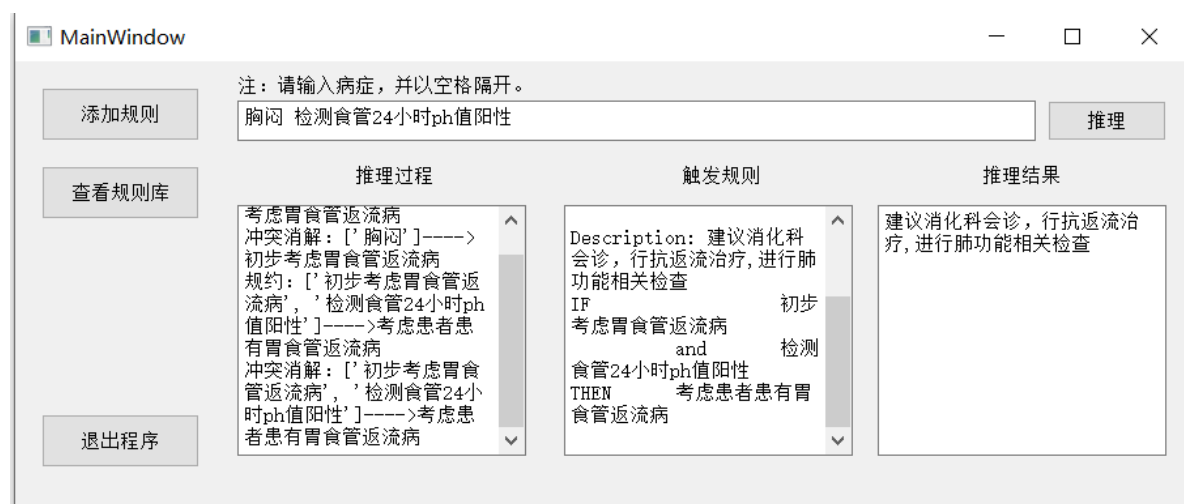 MainWindow
注：请输入病症，并以空格隔开。
添加规则
胸闷 检测食管24小时ph值阳性
推理
查看规则库
推理过程
触发规则
推理结果
考虑胃食管返流病
冲突消解：['胸闷']---->
初步考虑胃食管返流病
规约：['初步考虑胃食管返
流病', '检测食管24小时ph
值阳性']---->考虑患者患
有胃食管返流病
冲突消解：['初步考虑胃食
管返流病', '检测食管24小
时ph值阳性']---->考虑患
者患有胃食管返流病
Description: 建议消化科
会诊，行抗返流治疗,进行肺
功能相关检查
IF 初步
考虑胃食管返流病
and 检测
食管24小时ph值阳性
THEN 考虑患者患有胃
食管返流病
建议消化科会诊，行抗返流治
疗,进行肺功能相关检查
退出程序